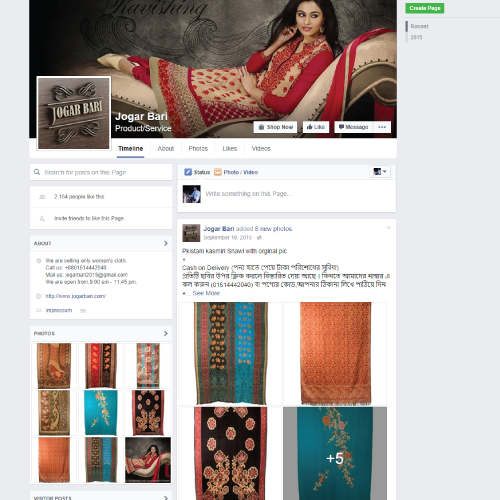 Ravishing
Create Page
Recent
2015
JOGAR BARI
Jogar Bari
Product/Service
Shop Now
Like
Message
Timeline
About
Photos
Likes
Videos
Search for posts on this Page
2,154 people like this
Invite friends to like this Page
ABOUT
We are selling only women's cloth.
Call us: +8801614442040
Mail us: jogarbari2015@gmail.com
We are open from 9:00 am - 11:45 pm.
http://www.jogarbari.com/
Impressum
PHOTOS
VISITOR POSTS
Status
Photo / Video
Write something on this Page...
Jogar Bari added 8 new photos.
September 16, 2015
Pkistani kasmiri Shawl with orginal pic
+
Cash on Delivery (পন্য হাতে পেয়ে টাকা পরিশোধের সুবিধা)
প্রতিটি ছবির উপর ক্লিক করলে বিস্তারিত দেয়া আছে । কিনতে আমাদের নাম্বার এ
কল করুন (01614442040) বা পণ্যের কোড,আপনার ঠিকানা লিখে পাঠিয়ে দিন
+... See More
+5